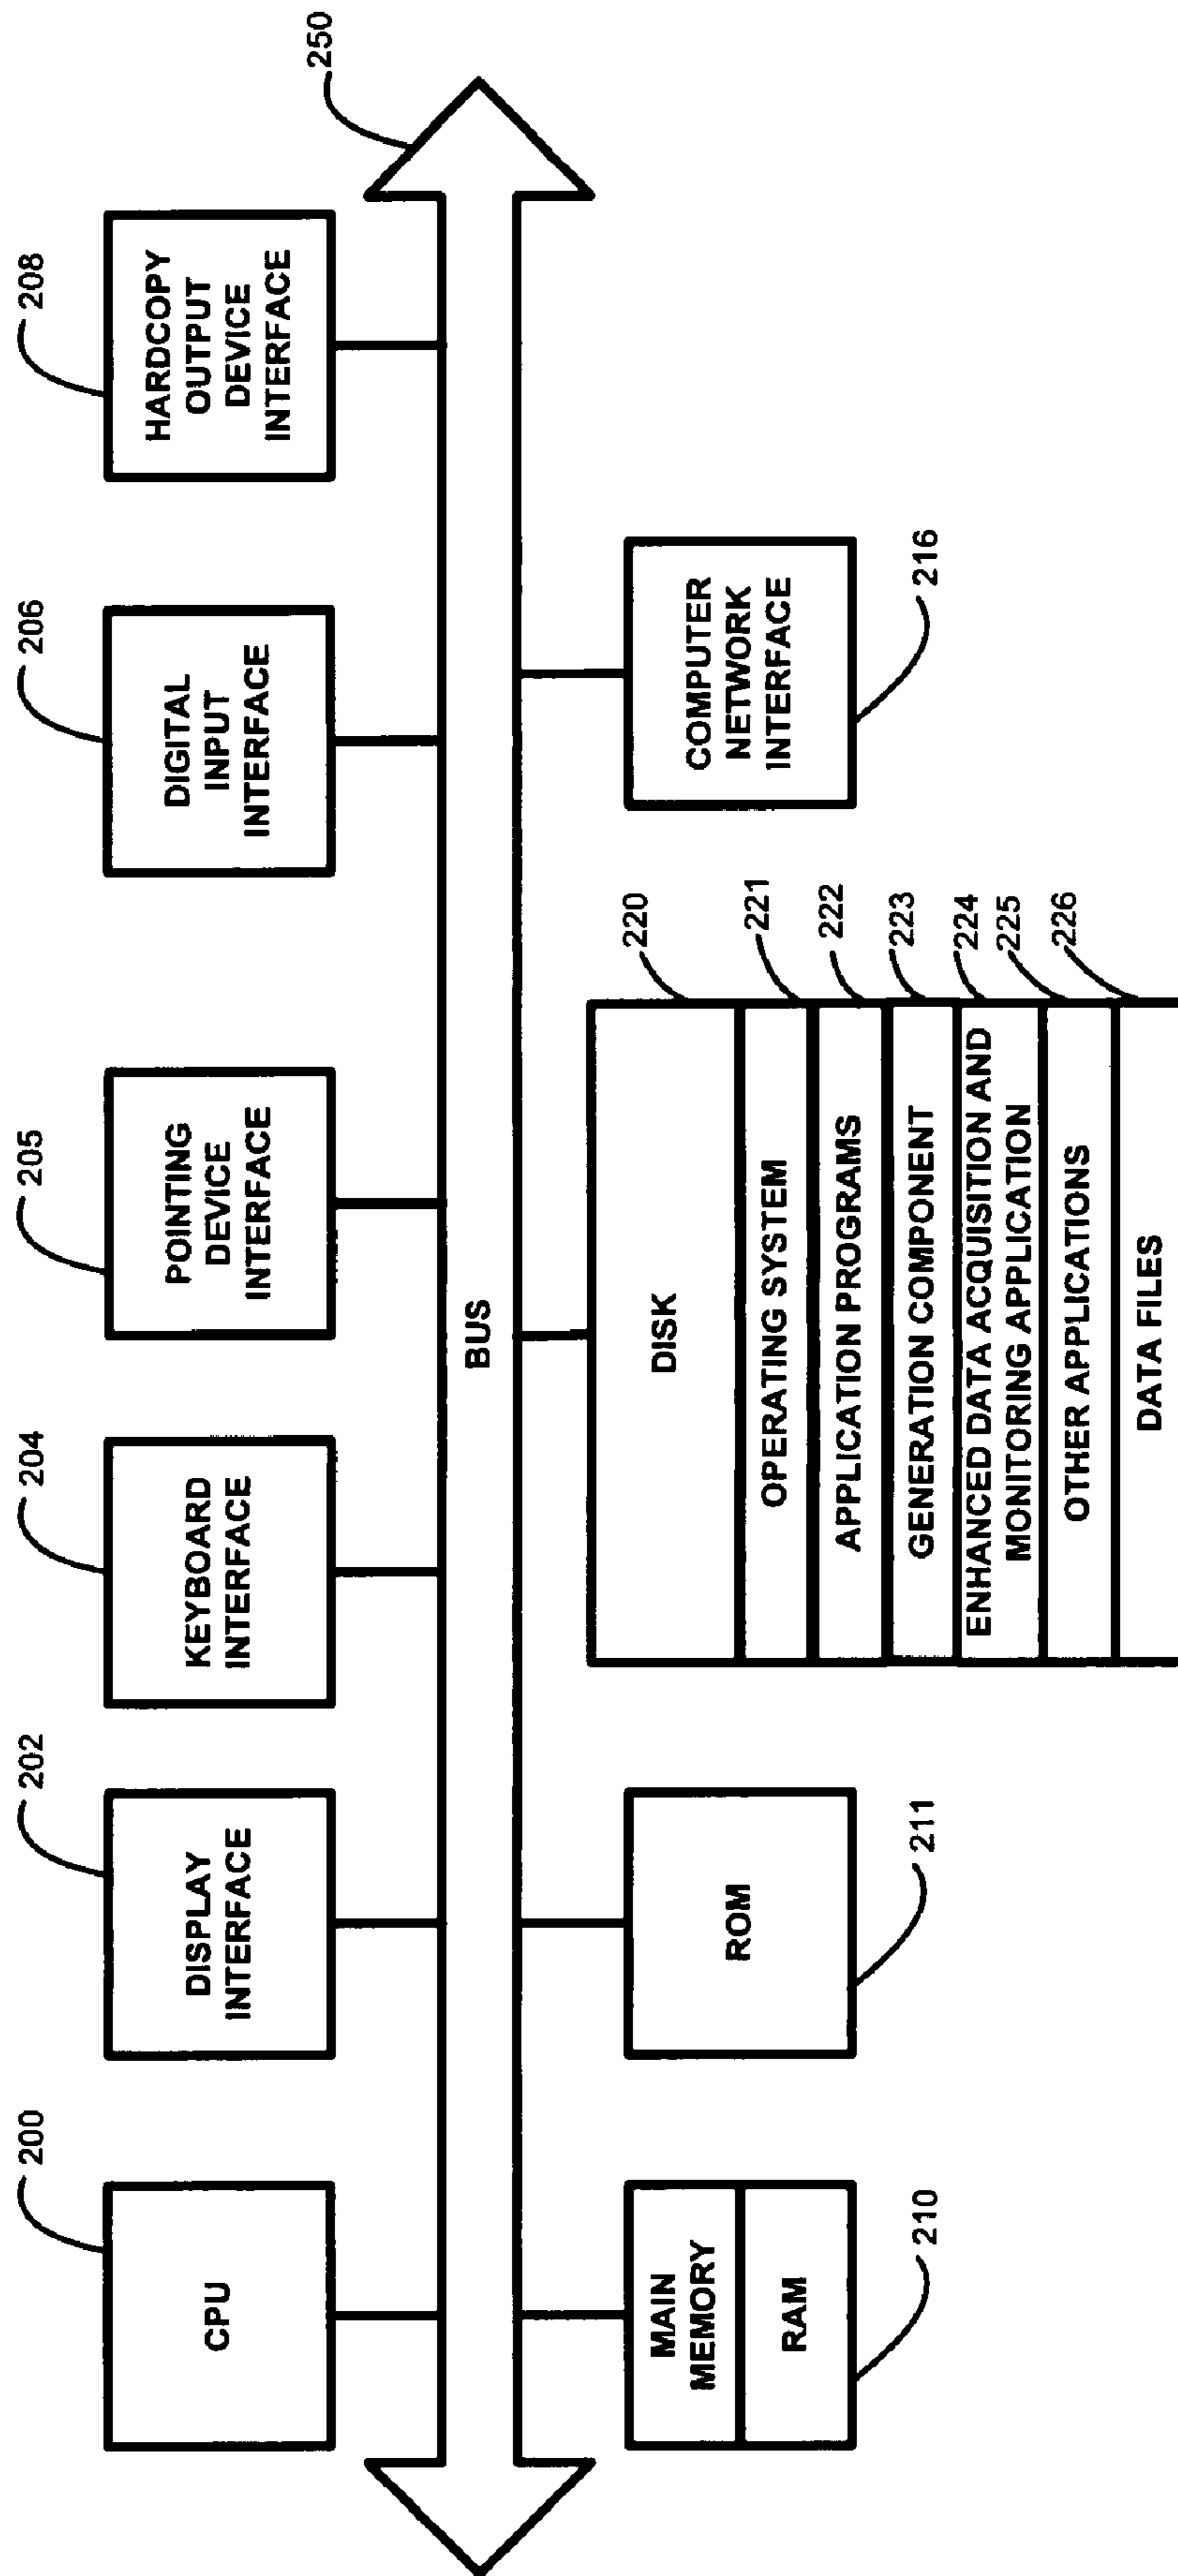 200
202
204
205
206
208
250
CPU
DISPLAY
INTERFACE
KEYBOARD
INTERFACE
POINTING
DEVICE
INTERFACE
DIGITAL
INPUT
INTERFACE
HARDCOPY
OUTPUT
DEVICE
INTERFACE
BUS
MAIN
MEMORY
RAM
210
ROM
211
DISK
220
OPERATING SYSTEM
221
APPLICATION PROGRAMS
222
GENERATION COMPONENT
223
ENHANCED DATA ACQUISITION AND
MONITORING APPLICATION
224
OTHER APPLICATIONS
225
DATA FILES
226
COMPUTER
NETWORK
INTERFACE
216